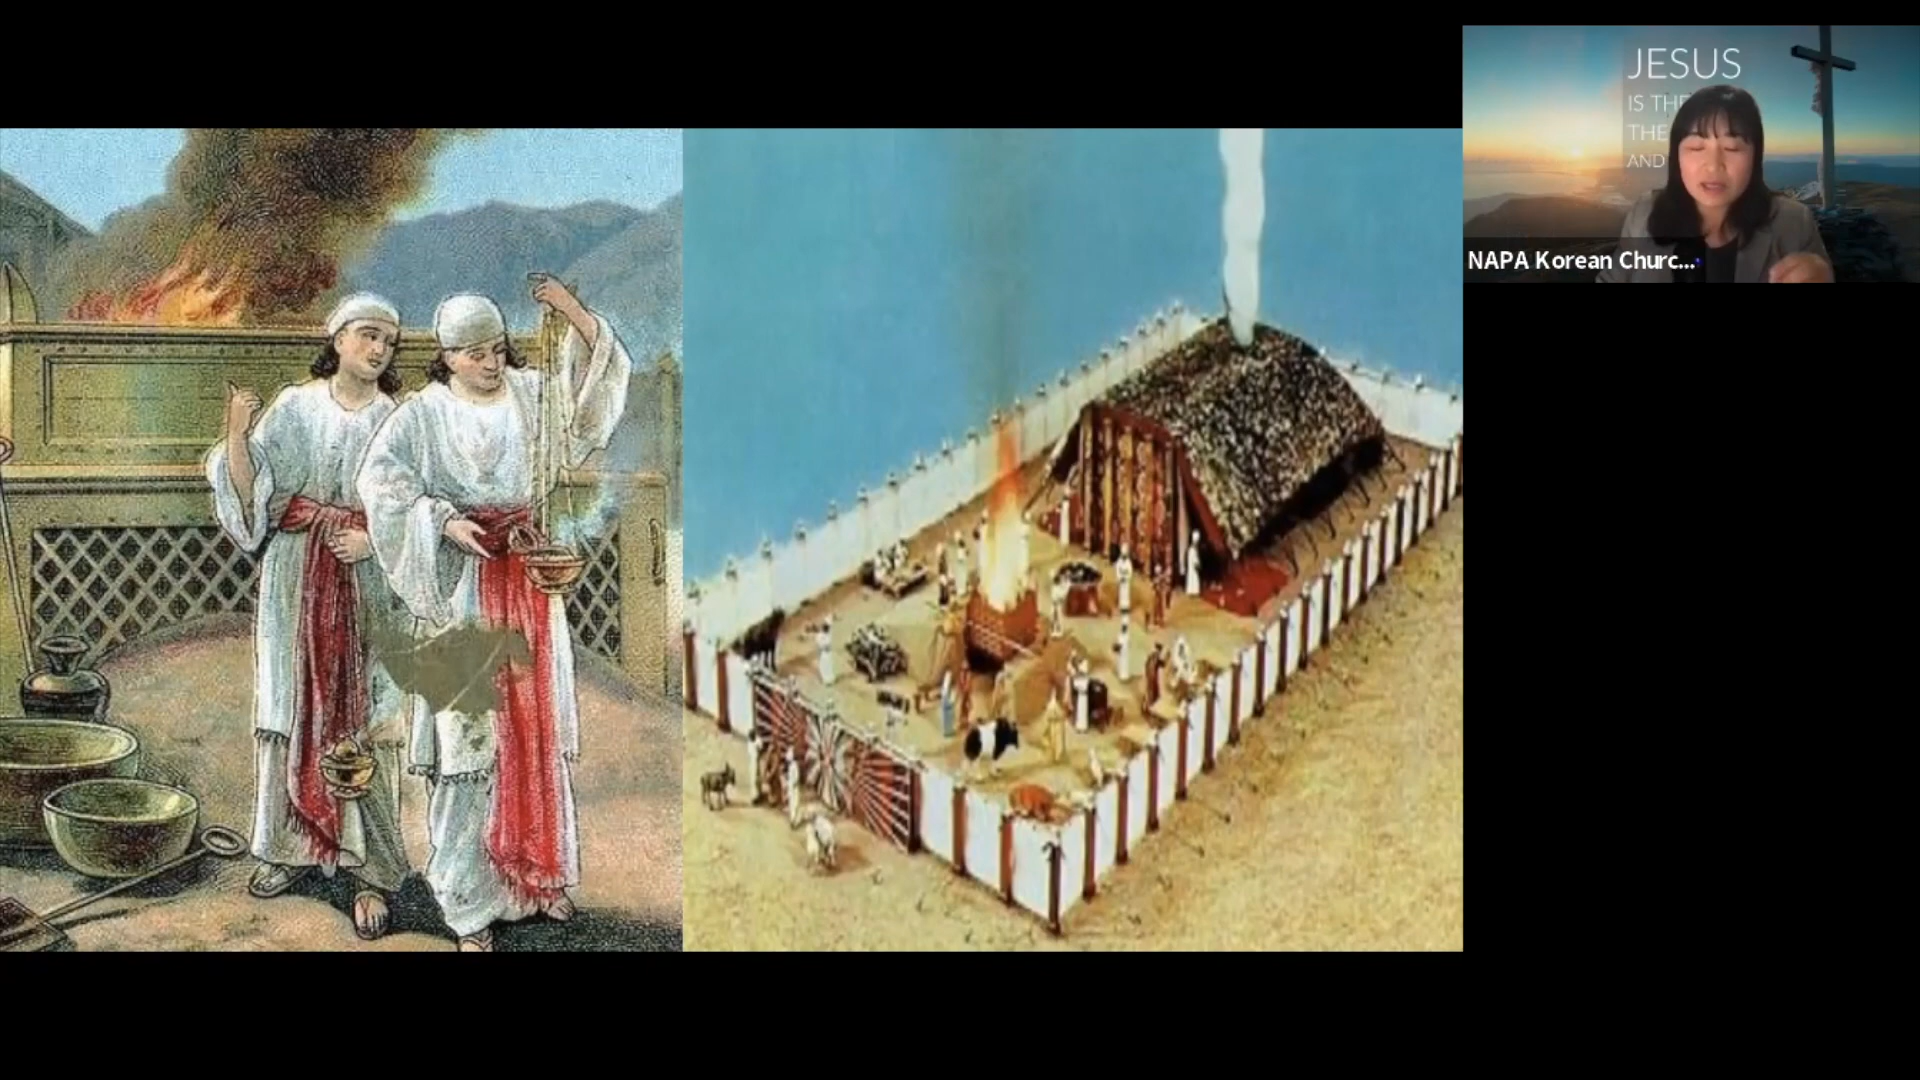 JESUS
IS THE
THE
AND
NAPA Korean Churc...